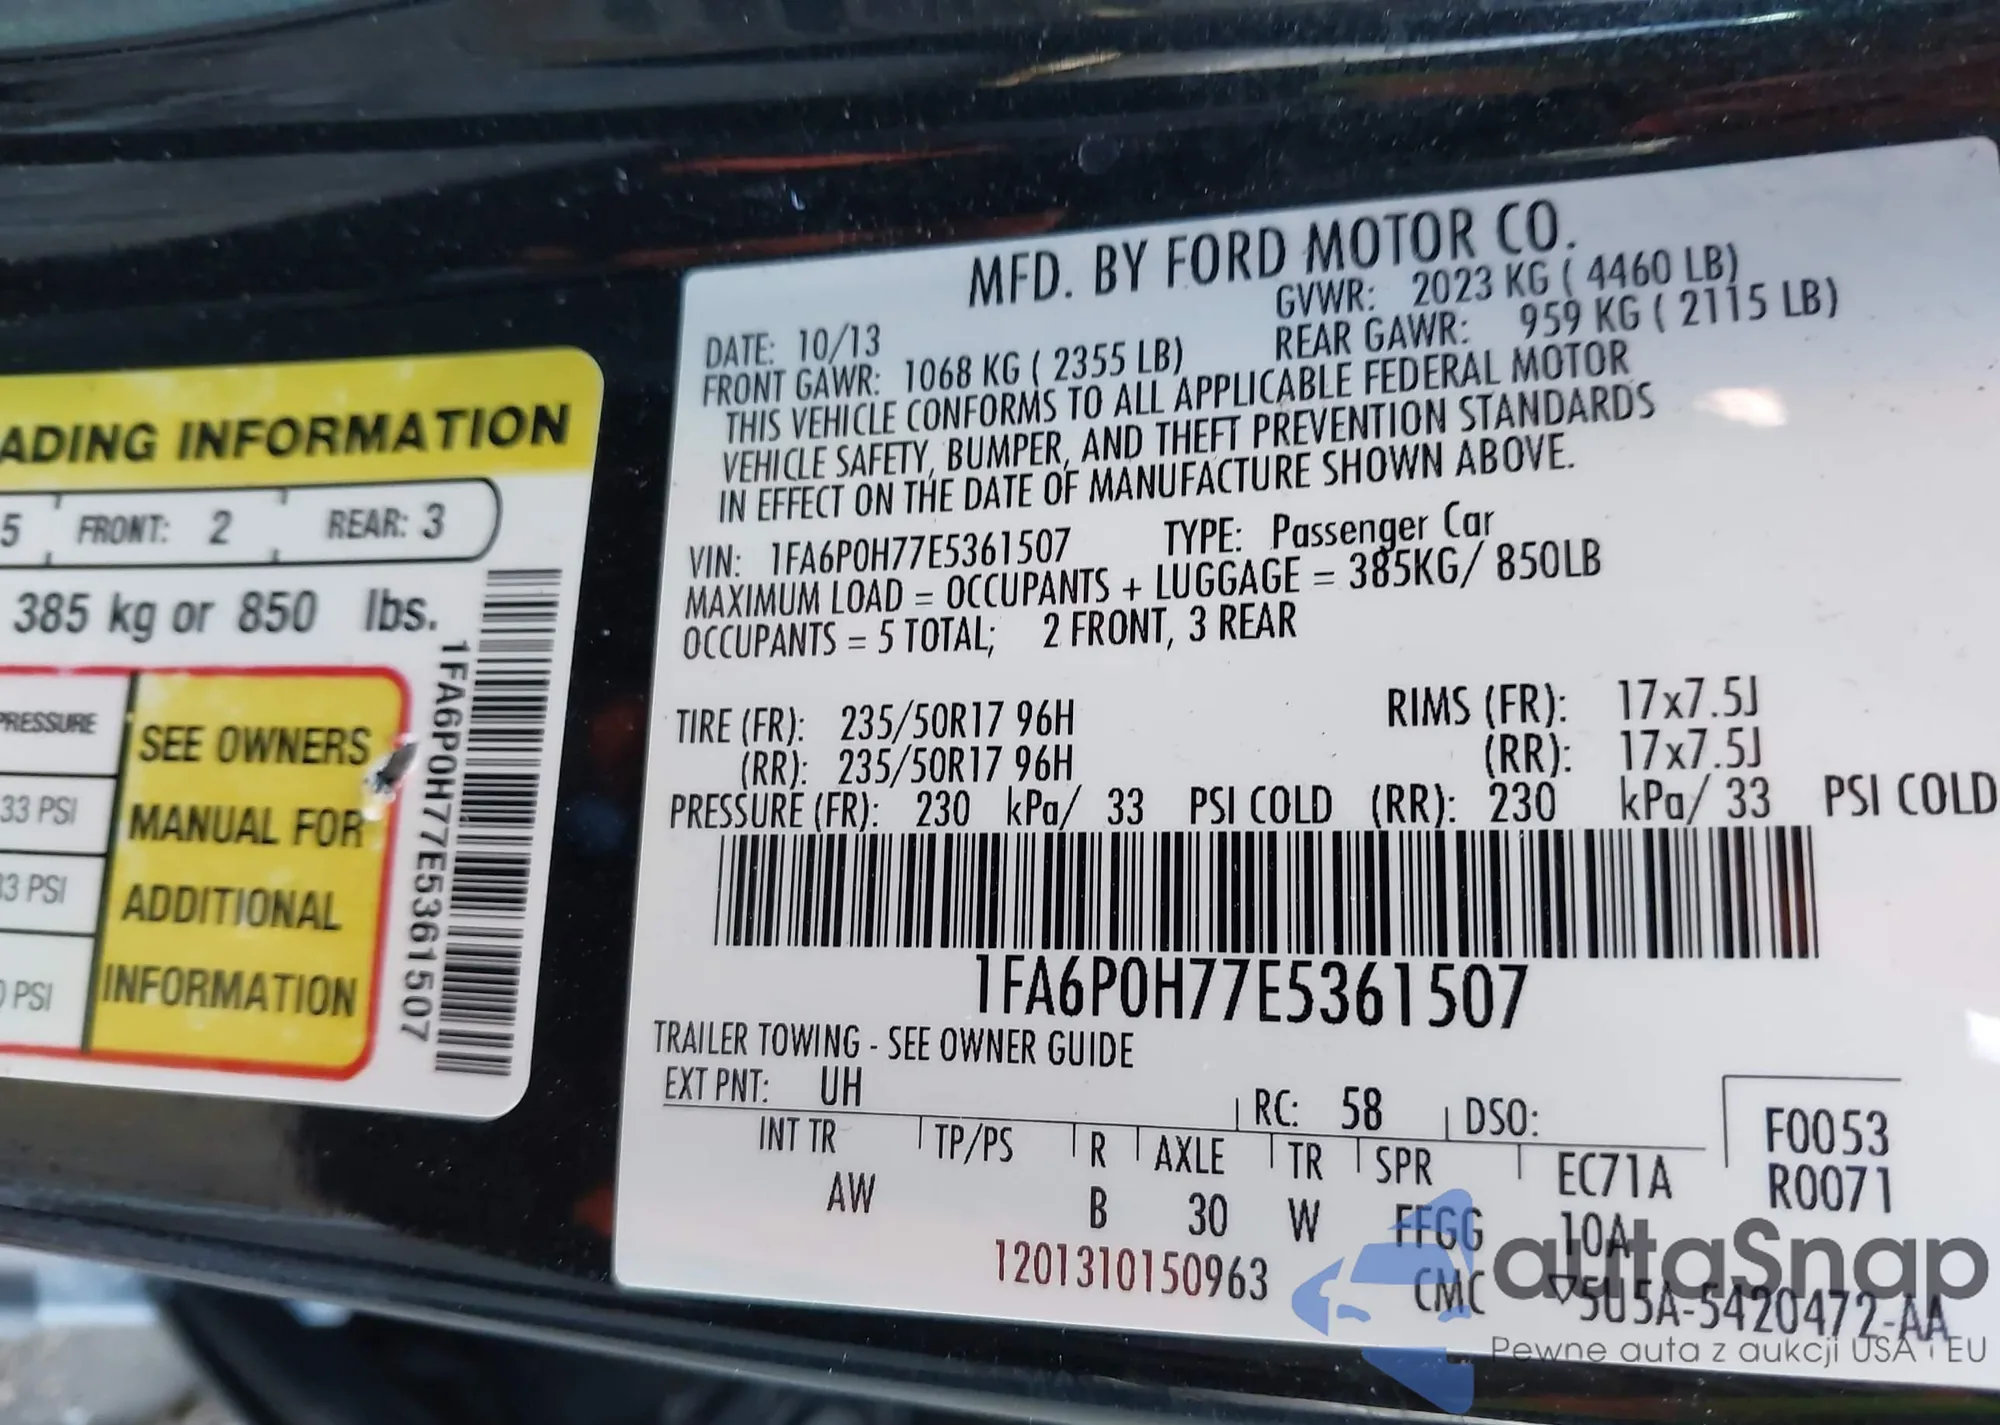 ADING INFORMATION
5 FRONT: 2 REAR: 3
385 kg or 850 lbs.
PRESSURE
33 PSI
33 PSI
PSI
SEE OWNERS
MANUAL FOR
ADDITIONAL
INFORMATION
1FA6P0H77E5361507
MFD. BY FORD MOTOR CO.
DATE: 10/13 GVWR: 2023 KG ( 4460 LB)
FRONT GAWR: 1068 KG ( 2355 LB) REAR GAWR: 959 KG ( 2115 LB)
THIS VEHICLE CONFORMS TO ALL APPLICABLE FEDERAL MOTOR
VEHICLE SAFETY, BUMPER, AND THEFT PREVENTION STANDARDS
IN EFFECT ON THE DATE OF MANUFACTURE SHOWN ABOVE.
VIN: 1FA6P0H77E5361507 TYPE: Passenger Car
MAXIMUM LOAD = OCCUPANTS + LUGGAGE = 385KG/ 850LB
OCCUPANTS = 5 TOTAL; 2 FRONT, 3 REAR
TIRE (FR): 235/50R17 96H RIMS (FR): 17x7.5J
(RR): 235/50R17 96H (RR): 17x7.5J
PRESSURE (FR): 230 kPa/ 33 PSI COLD (RR): 230 kPa/ 33 PSI COLD
1FA6P0H77E5361507
TRAILER TOWING - SEE OWNER GUIDE
EXT PNT: UH RC: 58 DSO: F0053
INT TR TP/PS R AXLE TR SPR EC71A R0071
AW B 30 W FFGG 10A
1201310150963 CMC ▽5U5A-5420472-AA
autaSnap
Pewne auta z aukcji USA i EU